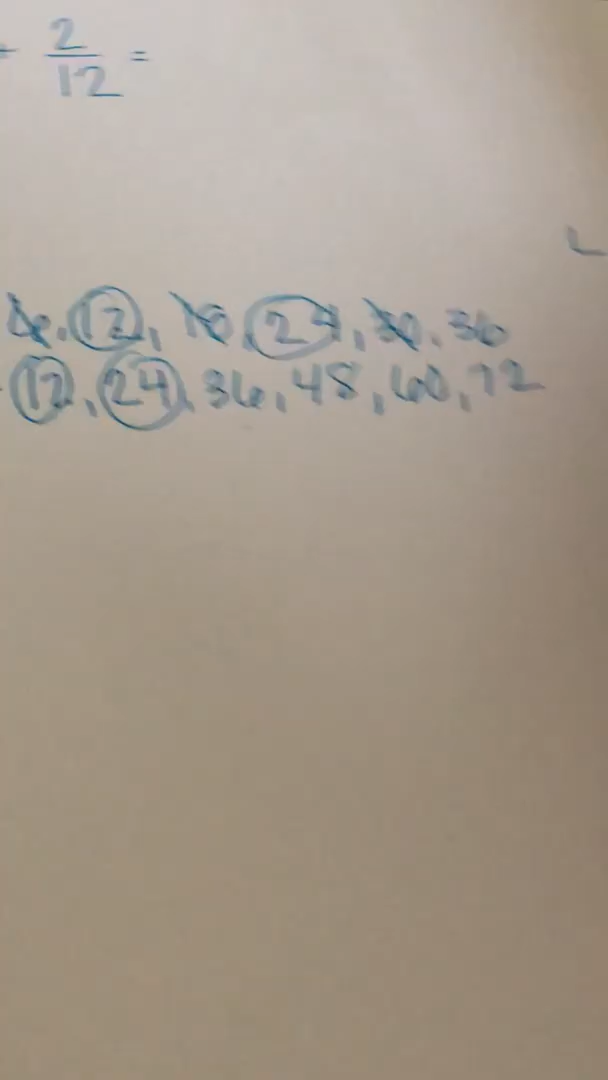 + 2/12 =
6, 12, 18, 24, 30, 36
12, 24, 36, 48, 60, 72